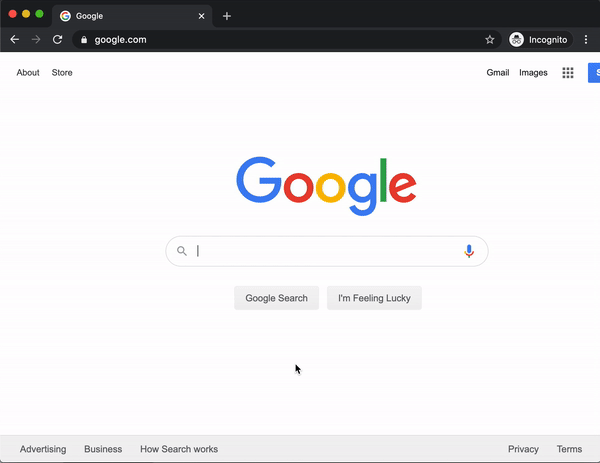 Google
google.com
Incognito
About Store
Gmail Images
Google
Google Search I'm Feeling Lucky
Advertising Business How Search works
Privacy Terms